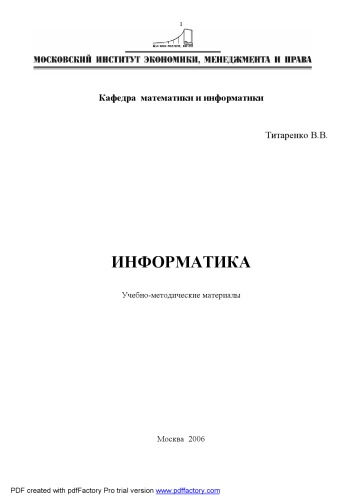 1
МОСКОВСКИЙ ИНСТИТУТ ЭКОНОМИКИ, МЕНЕДЖМЕНТА И ПРАВА
Кафедра математики и информатики
Титаренко В.В.
ИНФОРМАТИКА
Учебно-методические материалы
Москва 2006
PDF created with pdfFactory Pro trial version www.pdffactory.com